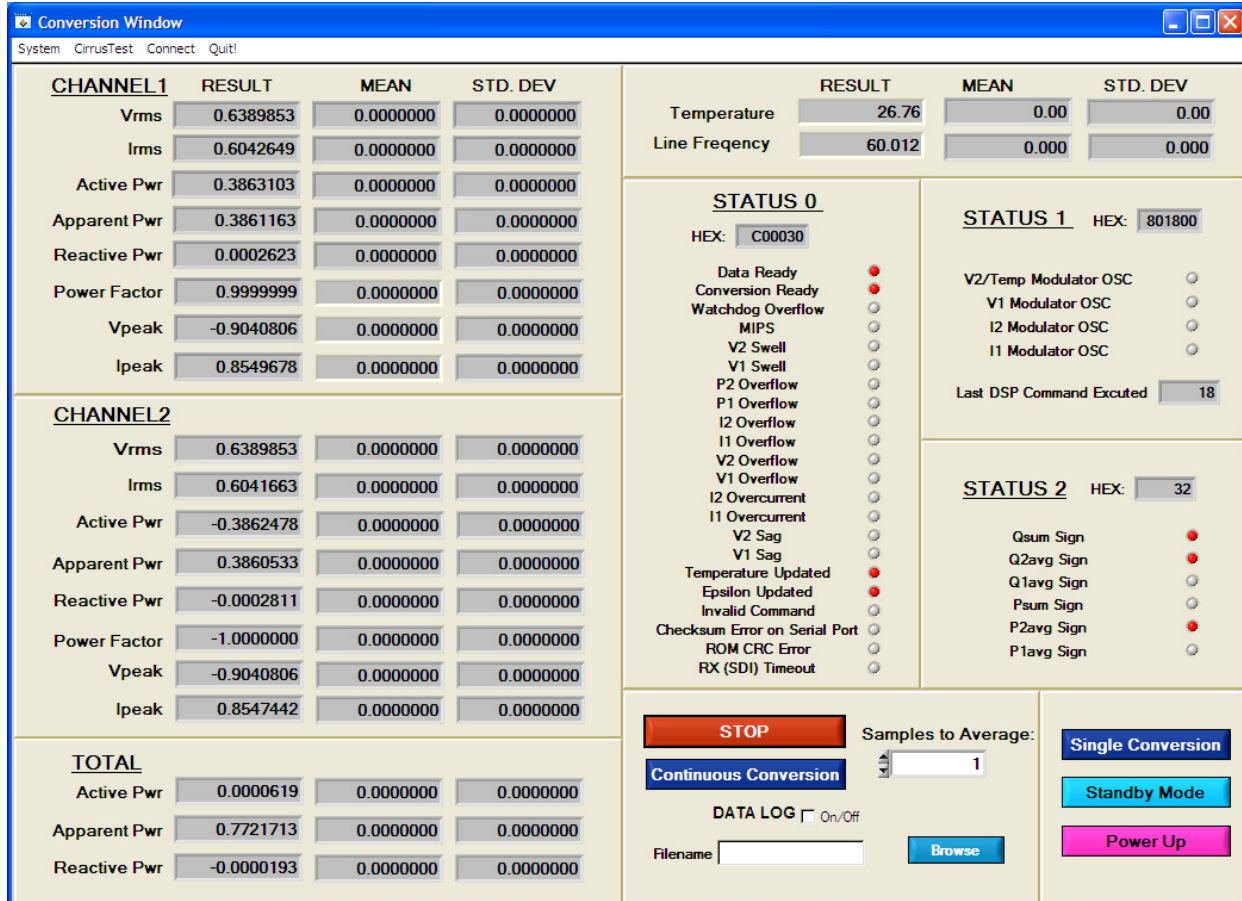 Conversion Window
System CirrusTest Connect Quit!
CHANNEL1 RESULT MEAN STD. DEV
Vrms 0.6389853 0.0000000 0.0000000
Irms 0.6042649 0.0000000 0.0000000
Active Pwr 0.3863103 0.0000000 0.0000000
Apparent Pwr 0.3861163 0.0000000 0.0000000
Reactive Pwr 0.0002623 0.0000000 0.0000000
Power Factor 0.9999999 0.0000000 0.0000000
Vpeak -0.9040806 0.0000000 0.0000000
Ipeak 0.8549678 0.0000000 0.0000000
CHANNEL2
Vrms 0.6389853 0.0000000 0.0000000
Irms 0.6041663 0.0000000 0.0000000
Active Pwr -0.3862478 0.0000000 0.0000000
Apparent Pwr 0.3860533 0.0000000 0.0000000
Reactive Pwr -0.0002811 0.0000000 0.0000000
Power Factor -1.0000000 0.0000000 0.0000000
Vpeak -0.9040806 0.0000000 0.0000000
Ipeak 0.8547442 0.0000000 0.0000000
TOTAL
Active Pwr 0.0000619 0.0000000 0.0000000
Apparent Pwr 0.7721713 0.0000000 0.0000000
Reactive Pwr -0.0000193 0.0000000 0.0000000
RESULT MEAN STD. DEV
Temperature 26.76 0.00 0.00
Line Freqency 60.012 0.000 0.000
STATUS 0
HEX: C00030
Data Ready
Conversion Ready
Watchdog Overflow
MIPS
V2 Swell
V1 Swell
P2 Overflow
P1 Overflow
I2 Overflow
I1 Overflow
V2 Overflow
V1 Overflow
I2 Overcurrent
I1 Overcurrent
V2 Sag
V1 Sag
Temperature Updated
Epsilon Updated
Invalid Command
Checksum Error on Serial Port
ROM CRC Error
RX (SDI) Timeout
STATUS 1 HEX: 801800
V2/Temp Modulator OSC
V1 Modulator OSC
I2 Modulator OSC
I1 Modulator OSC
Last DSP Command Excuted 18
STATUS 2 HEX: 32
Qsum Sign
Q2avg Sign
Q1avg Sign
Psum Sign
P2avg Sign
P1avg Sign
STOP
Continuous Conversion
Samples to Average:
1
DATA LOG On/Off
Filename Browse
Single Conversion
Standby Mode
Power Up